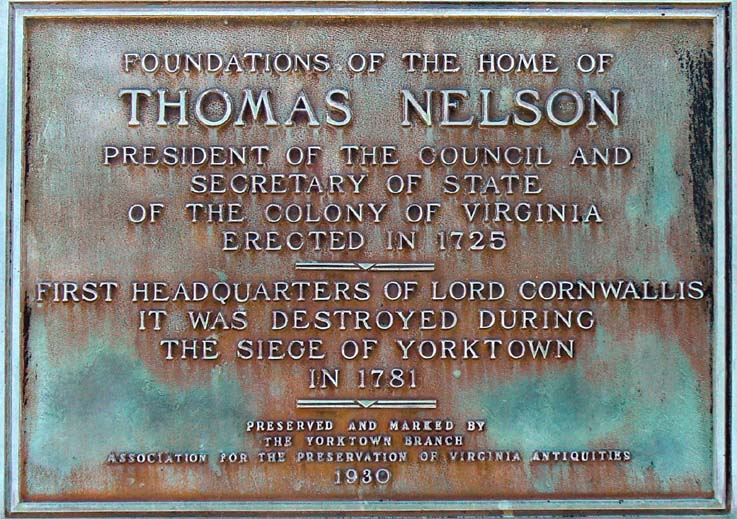 FOUNDATIONS OF THE HOME OF
THOMAS NELSON
PRESIDENT OF THE COUNCIL AND
SECRETARY OF STATE
OF THE COLONY OF VIRGINIA
ERECTED IN 1725
FIRST HEADQUARTERS OF LORD CORNWALLIS
IT WAS DESTROYED DURING
THE SIEGE OF YORKTOWN
IN 1781
PRESERVED AND MARKED BY
THE YORKTOWN BRANCH
ASSOCIATION FOR THE PRESERVATION OF VIRGINIA ANTIQUITIES
1930